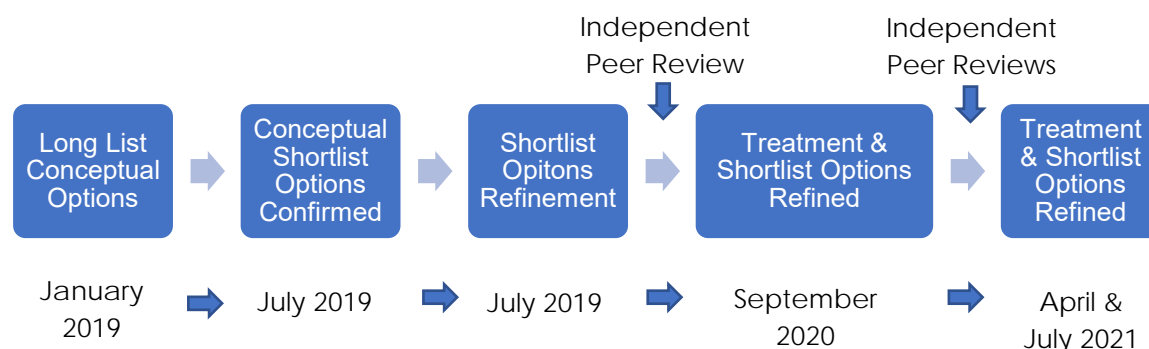 Independent
Peer Review
Independent
Peer Reviews
Long List
Conceptual
Options
Conceptual
Shortlist
Options
Confirmed
Shortlist
Opitons
Refinement
Treatment &
Shortlist Options
Refined
Treatment
& Shortlist
Options
Refined
January
2019
July 2019
July 2019
September
2020
April &
July 2021